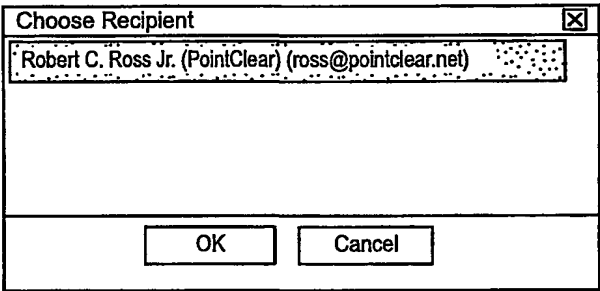 Choose Recipient
Robert C. Ross Jr. (PointClear) (ross@pointclear.net)
OK Cancel